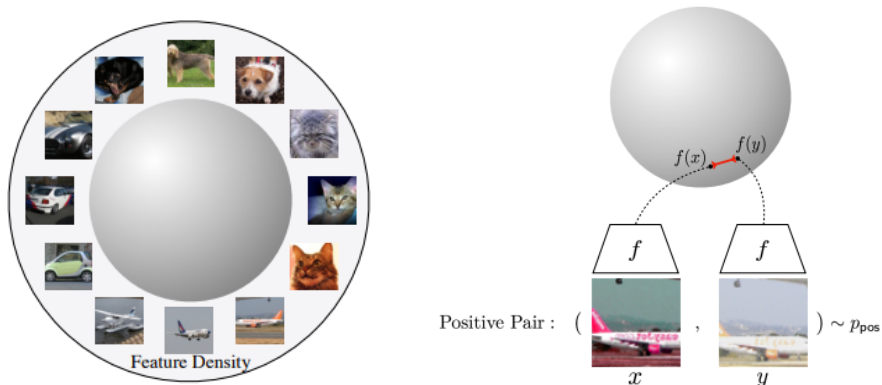 Feature Density
f(x)
f(y)
f
f
Positive Pair : ( , ) ∼ p_pos
x
y